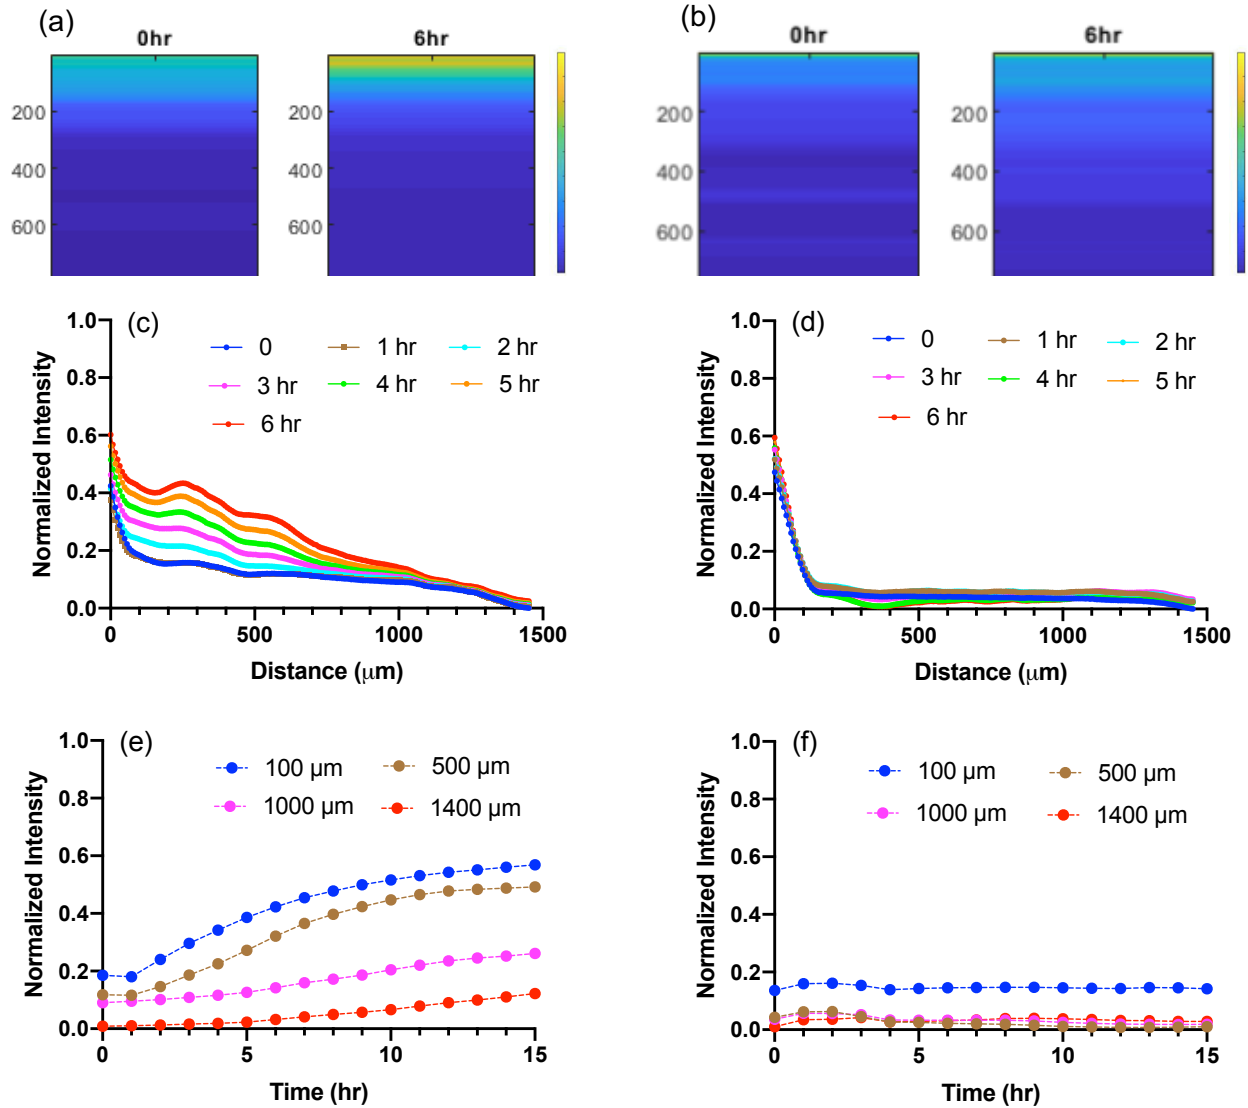 (a)
0hr 6hr
200
400
600
(b)
0hr 6hr
200
400
600
(c)
0 1 hr 2 hr
3 hr 4 hr 5 hr
6 hr
Normalized Intensity
1.0
0.8
0.6
0.4
0.2
0.0
0 500 1000 1500
Distance (μm)
(d)
0 1 hr 2 hr
3 hr 4 hr 5 hr
6 hr
Normalized Intensity
1.0
0.8
0.6
0.4
0.2
0.0
0 500 1000 1500
Distance (μm)
(e)
100 μm 500 μm
1000 μm 1400 μm
Normalized Intensity
1.0
0.8
0.6
0.4
0.2
0.0
0 5 10 15
Time (hr)
(f)
100 μm 500 μm
1000 μm 1400 μm
Normalized Intensity
1.0
0.8
0.6
0.4
0.2
0.0
0 5 10 15
Time (hr)